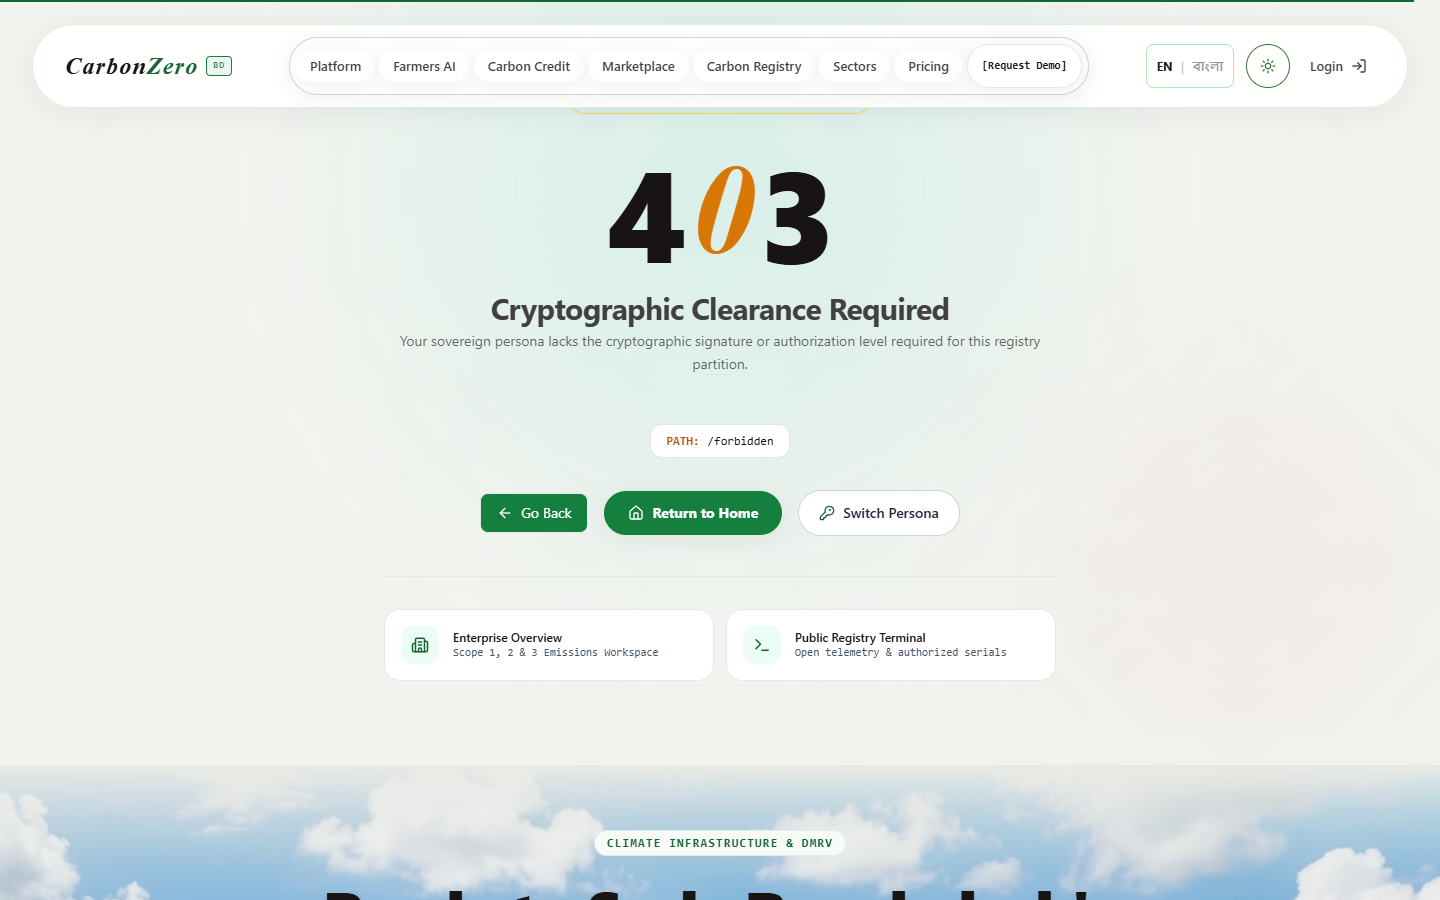 CarbonZero BD
Platform
Farmers AI
Carbon Credit
Marketplace
Carbon Registry
Sectors
Pricing
[Request Demo]
EN | বাংলা
Login
403
Cryptographic Clearance Required
Your sovereign persona lacks the cryptographic signature or authorization level required for this registry
partition.
PATH: /forbidden
Go Back
Return to Home
Switch Persona
Enterprise Overview
Scope 1, 2 & 3 Emissions Workspace
Public Registry Terminal
Open telemetry & authorized serials
CLIMATE INFRASTRUCTURE & DMRV